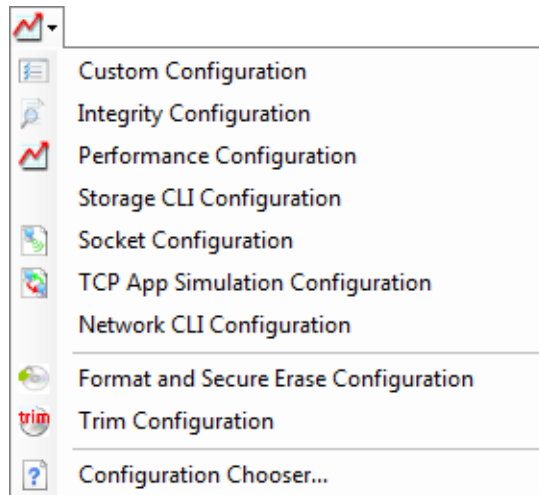 Custom Configuration
Integrity Configuration
Performance Configuration
Storage CLI Configuration
Socket Configuration
TCP App Simulation Configuration
Network CLI Configuration
Format and Secure Erase Configuration
trim Trim Configuration
Configuration Chooser...